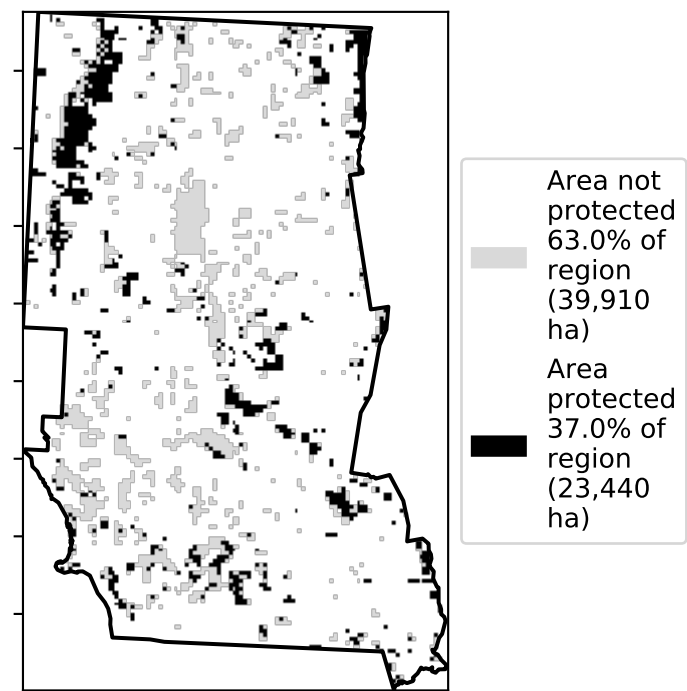 Area not
protected
63.0% of
region
(39,910
ha)
Area
protected
37.0% of
region
(23,440
ha)